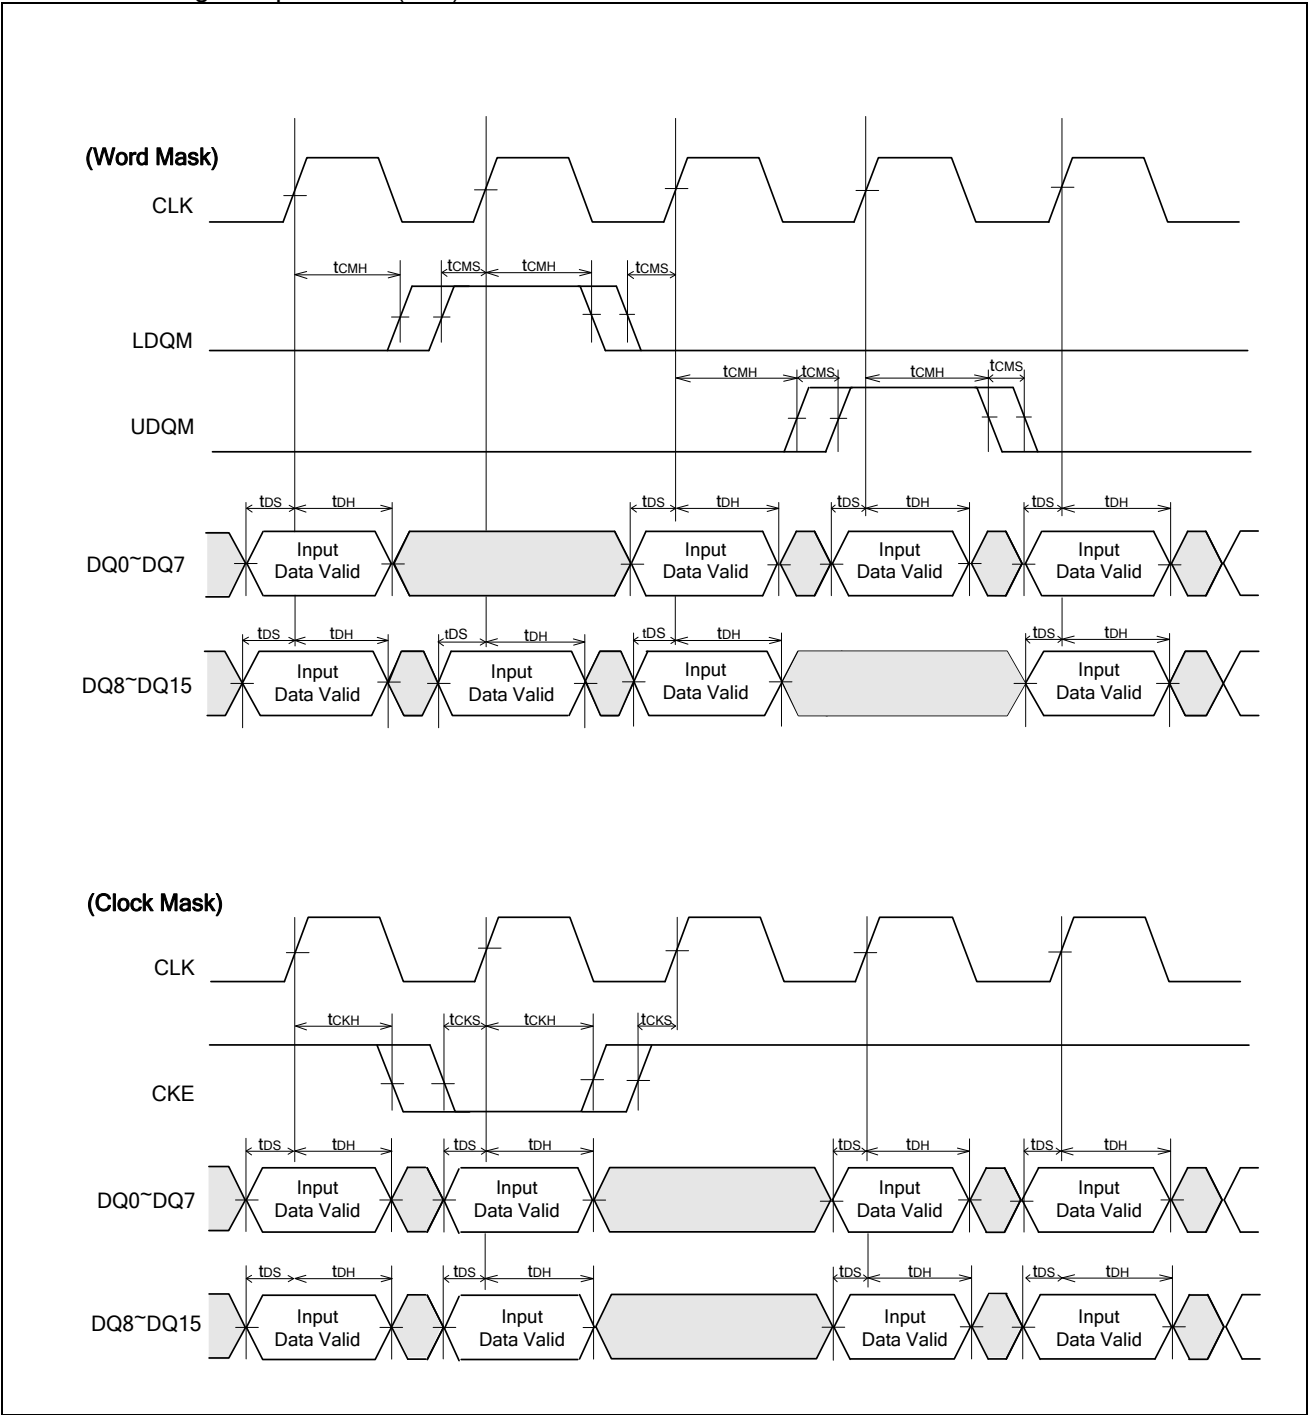 (Word Mask)
CLK
tCMH tCMS tCMH tCMS
LDQM
tCMH tCMS tCMH tCMS
UDQM
tDS tDH tDS tDH tDS tDH tDS tDH
DQ0~DQ7
Input Data Valid
Input Data Valid
Input Data Valid
Input Data Valid
tDS tDH tDS tDH tDS tDH tDS tDH
DQ8~DQ15
Input Data Valid
Input Data Valid
Input Data Valid
Input Data Valid
(Clock Mask)
CLK
tCKH tCKS tCKH tCKS
CKE
tDS tDH tDS tDH tDS tDH tDS tDH
DQ0~DQ7
Input Data Valid
Input Data Valid
Input Data Valid
Input Data Valid
tDS tDH tDS tDH tDS tDH tDS tDH
DQ8~DQ15
Input Data Valid
Input Data Valid
Input Data Valid
Input Data Valid